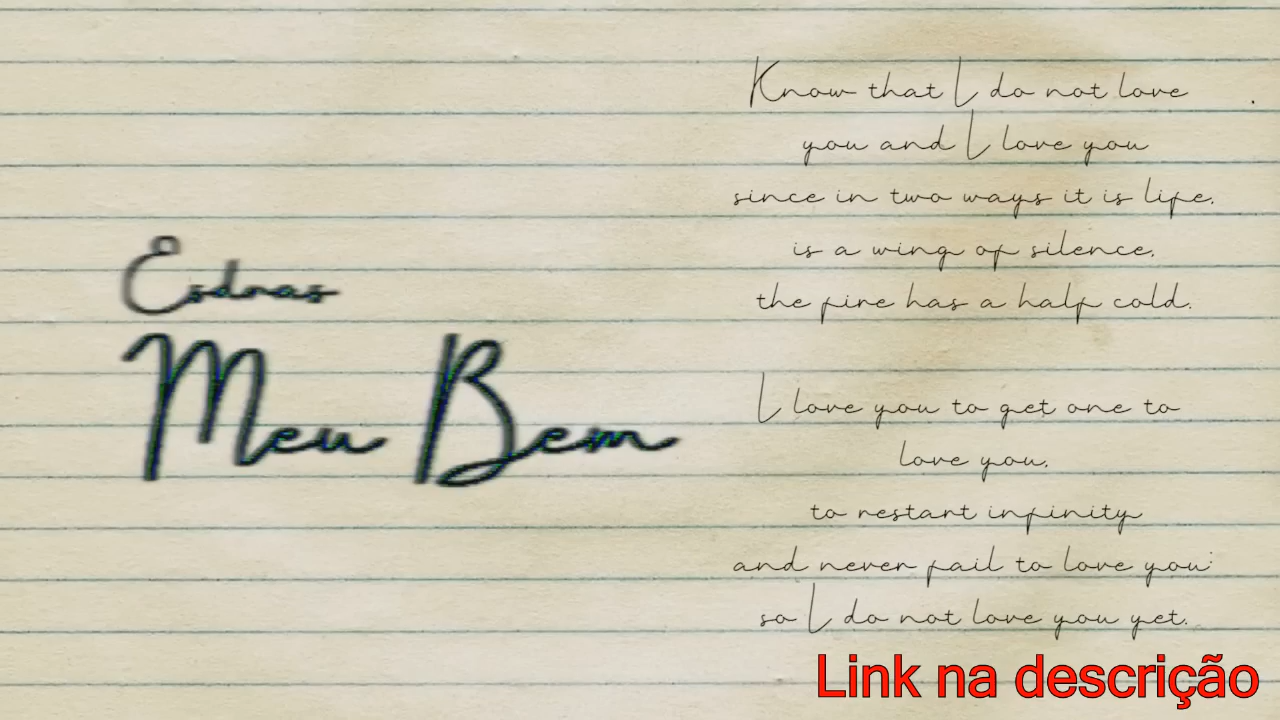 Esdras
Meu Bem
Know that I do not love
you and I love you
since in two ways it is life,
is a wing of silence,
the fire has a half cold.
I love you to get one to
love you,
to restart infinity
and never fail to love you:
so I do not love you yet.
Link na descrição